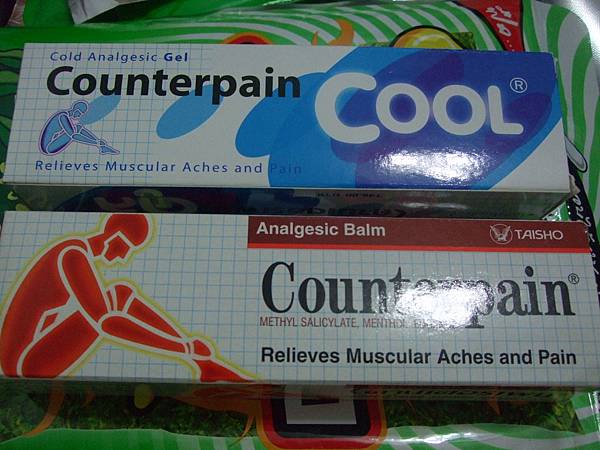 Cold Analgesic Gel
Counterpain
COOL®
Relieves Muscular Aches and Pain
Analgesic Balm
TAISHO
Counterpain®
METHYL SALICYLATE, MENTHOL,
Relieves Muscular Aches and Pain